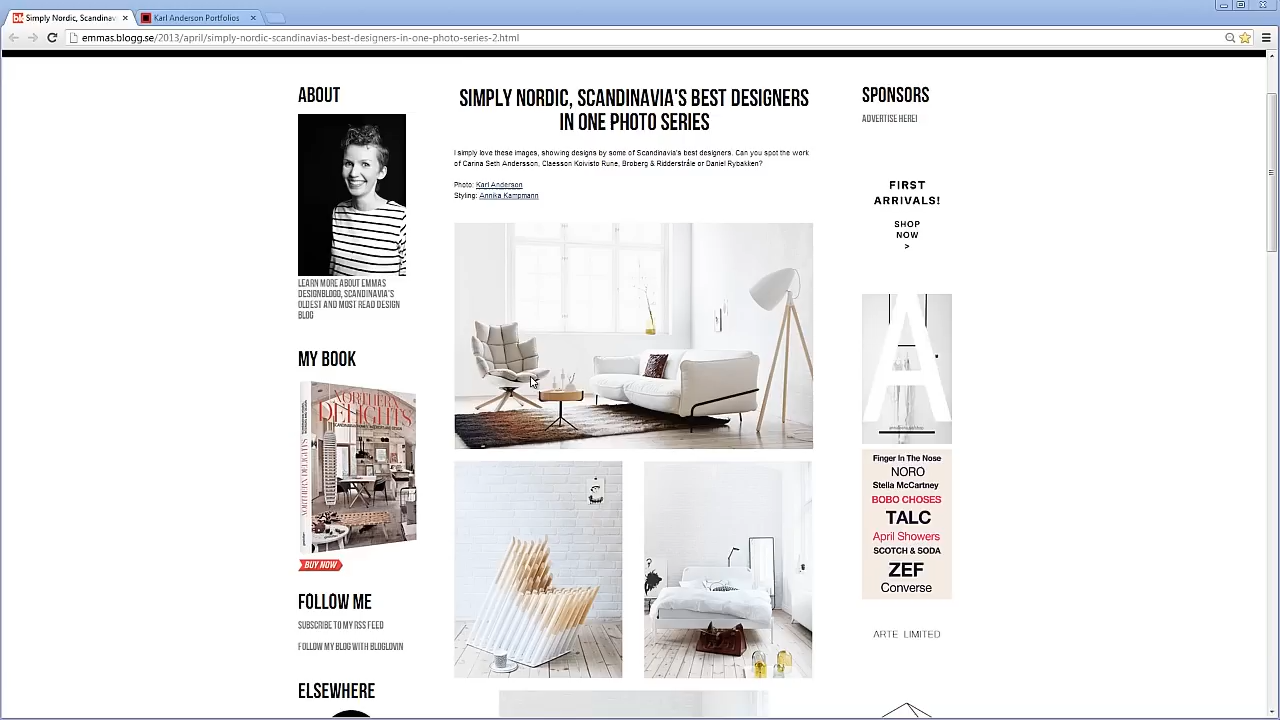 Simply Nordic, Scandinav
Karl Anderson Portfolios
emmas.blogg.se/2013/april/simply-nordic-scandinavias-best-designers-in-one-photo-series-2.html
ABOUT
LEARN MORE ABOUT EMMAS
DESIGNBLOGG, SCANDINAVIA'S
OLDEST AND MOST READ DESIGN
BLOG
MY BOOK
NORTHERN
DELIGHTS
BUY NOW
FOLLOW ME
SUBSCRIBE TO MY RSS FEED
FOLLOW MY BLOG WITH BLOGLOVIN
ELSEWHERE
SIMPLY NORDIC, SCANDINAVIA'S BEST DESIGNERS
IN ONE PHOTO SERIES
I simply love these images, showing designs by some of Scandinavia's best designers. Can you spot the work
of Carina Seth Andersson, Claesson Koivisto Rune, Broberg & Ridderstråle or Daniel Rybakken?
Photo: Karl Anderson
Styling: Annika Kampmann
SPONSORS
ADVERTISE HERE!
FIRST
ARRIVALS!
SHOP
NOW
>
A
Finger In The Nose
NORO
Stella McCartney
BOBO CHOSES
TALC
April Showers
SCOTCH & SODA
ZEF
Converse
ARTE LIMITED